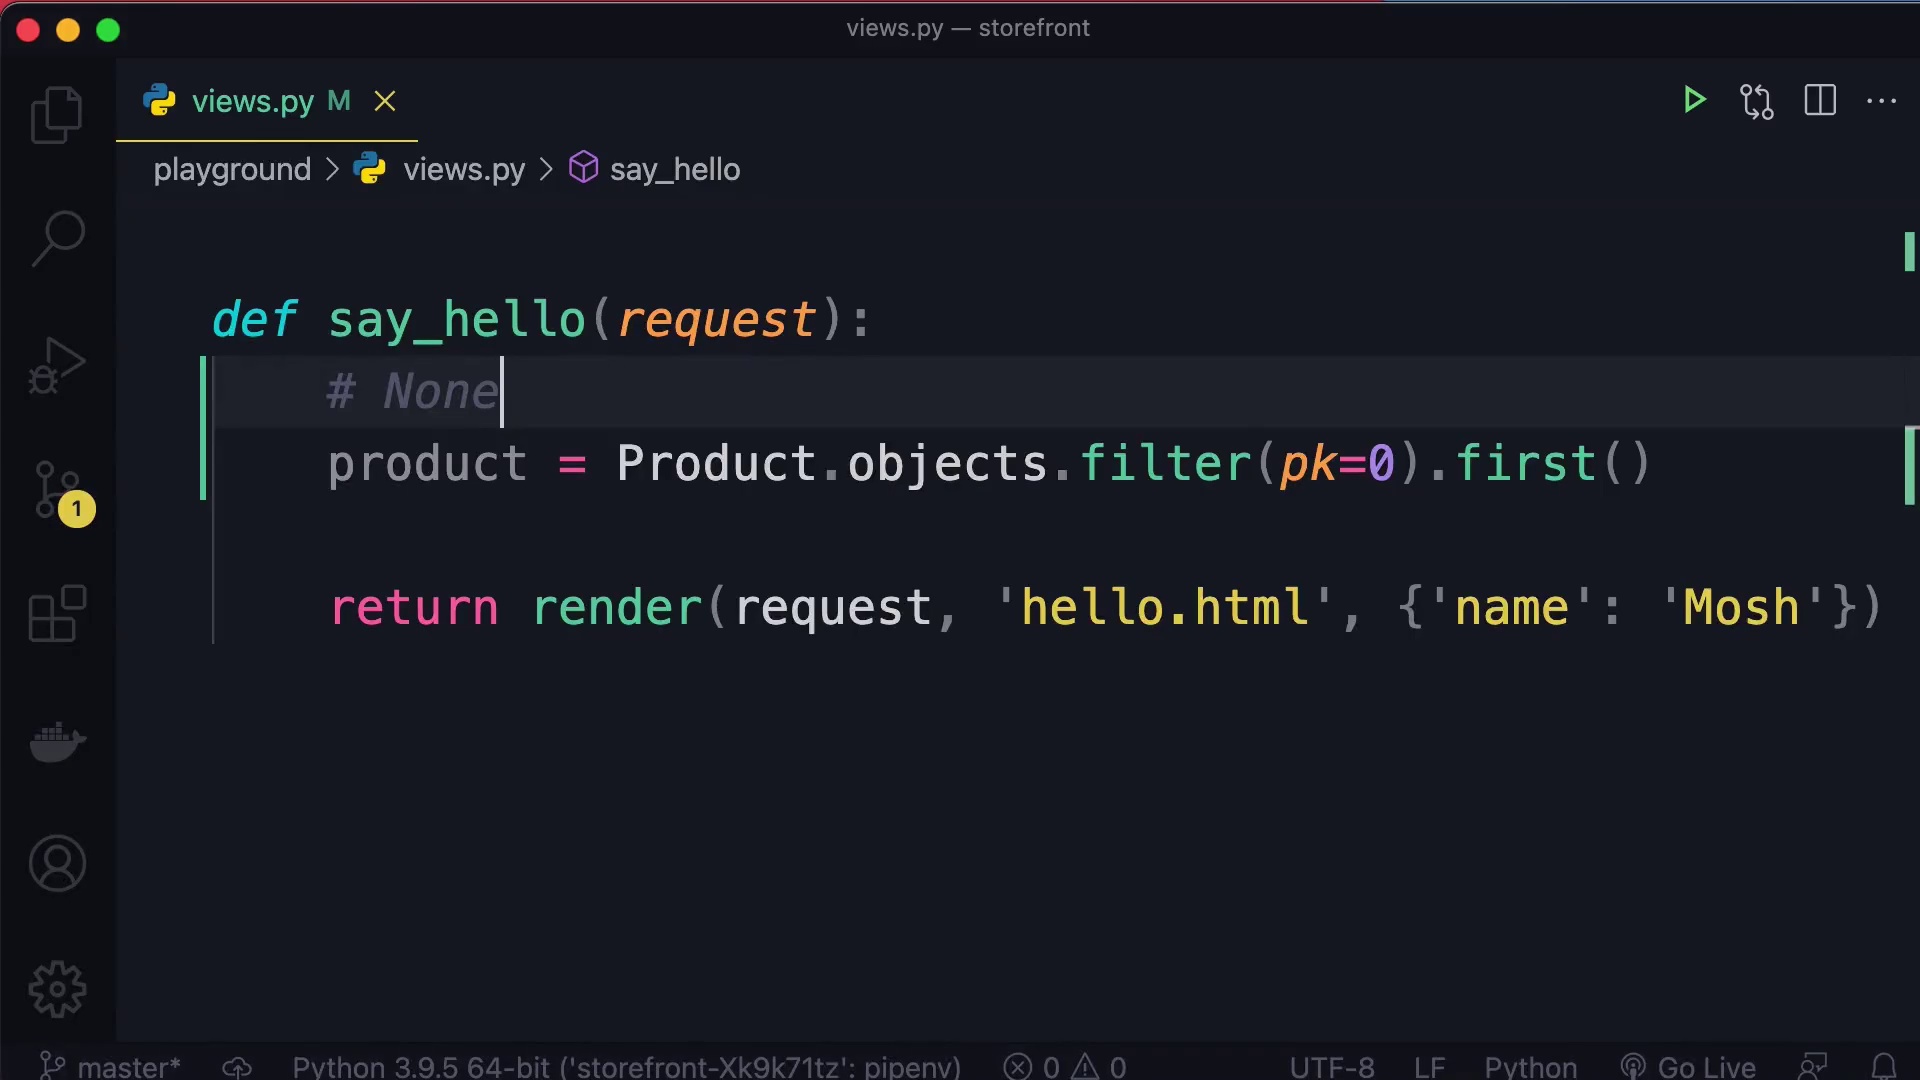 views.py — storefront
views.py M
playground > views.py > say_hello
def say_hello(request):
# None
product = Product.objects.filter(pk=0).first()
return render(request, 'hello.html', {'name': 'Mosh'})
1
master* Python 3.9.5 64-bit ('storefront-Xk9k71tz': pipenv) 0 0 UTF-8 LF Python Go Live